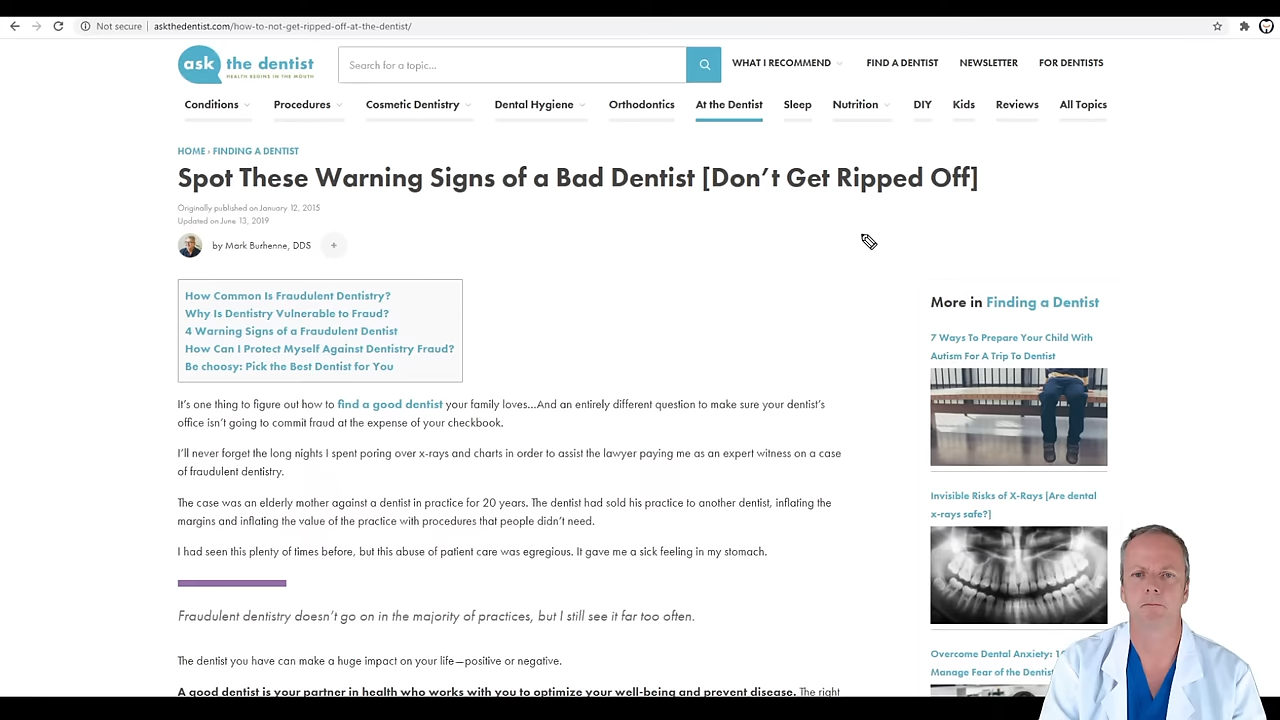 Not secure
askthedentist.com/how-to-not-get-ripped-off-at-the-dentist/
ask the dentist
HEALTH BEGINS IN THE MOUTH
Search for a topic...
WHAT I RECOMMEND
FIND A DENTIST
NEWSLETTER
FOR DENTISTS
Conditions
Procedures
Cosmetic Dentistry
Dental Hygiene
Orthodontics
At the Dentist
Sleep
Nutrition
DIY
Kids
Reviews
All Topics
HOME › FINDING A DENTIST
Spot These Warning Signs of a Bad Dentist [Don’t Get Ripped Off]
Originally published on January 12, 2015
Updated on June 13, 2019
by Mark Burhenne, DDS
+
How Common Is Fraudulent Dentistry?
Why Is Dentistry Vulnerable to Fraud?
4 Warning Signs of a Fraudulent Dentist
How Can I Protect Myself Against Dentistry Fraud?
Be choosy: Pick the Best Dentist for You
It’s one thing to figure out how to find a good dentist your family loves…And an entirely different question to make sure your dentist’s
office isn’t going to commit fraud at the expense of your checkbook.
I’ll never forget the long nights I spent poring over x-rays and charts in order to assist the lawyer paying me as an expert witness on a case
of fraudulent dentistry.
The case was an elderly mother against a dentist in practice for 20 years. The dentist had sold his practice to another dentist, inflating the
margins and inflating the value of the practice with procedures that people didn’t need.
I had seen this plenty of times before, but this abuse of patient care was egregious. It gave me a sick feeling in my stomach.
Fraudulent dentistry doesn’t go on in the majority of practices, but I still see it far too often.
The dentist you have can make a huge impact on your life—positive or negative.
A good dentist is your partner in health who works with you to optimize your well-being and prevent disease. The right
More in Finding a Dentist
7 Ways To Prepare Your Child With
Autism For A Trip To Dentist
Invisible Risks of X-Rays [Are dental
x-rays safe?]
Overcome Dental Anxiety:
Manage Fear of the Dentist